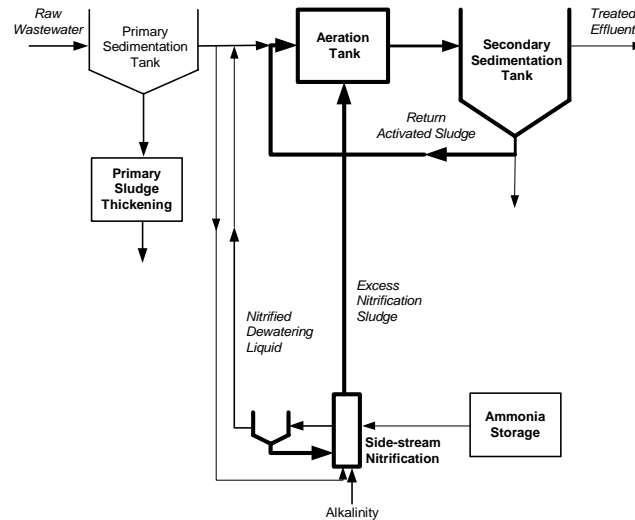 Raw
Wastewater
Primary
Sedimentation
Tank
Aeration
Tank
Secondary
Sedimentation
Tank
Treated
Effluent
Return
Activated Sludge
Primary
Sludge
Thickening
Nitrified
Dewatering
Liquid
Excess
Nitrification
Sludge
Ammonia
Storage
Side-stream
Nitrification
Alkalinity